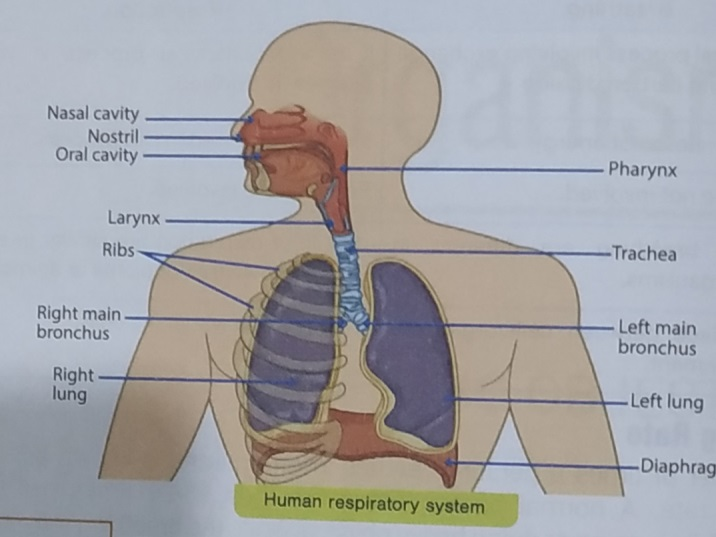 Nasal cavity
Nostril
Oral cavity
Pharynx
Larynx
Ribs
Trachea
Right main
bronchus
Left main
bronchus
Right
lung
Left lung
Diaphrag
Human respiratory system